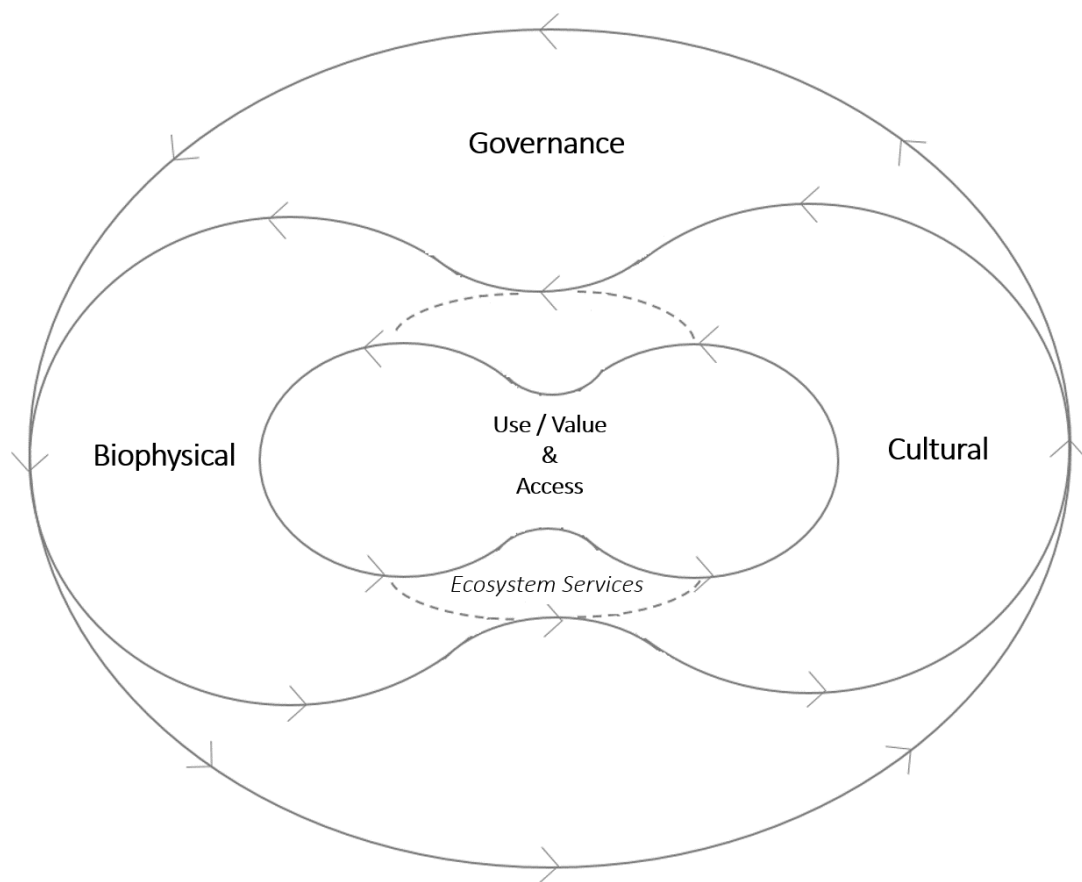 Governance
Biophysical
Use / Value
&
Access
Cultural
Ecosystem Services